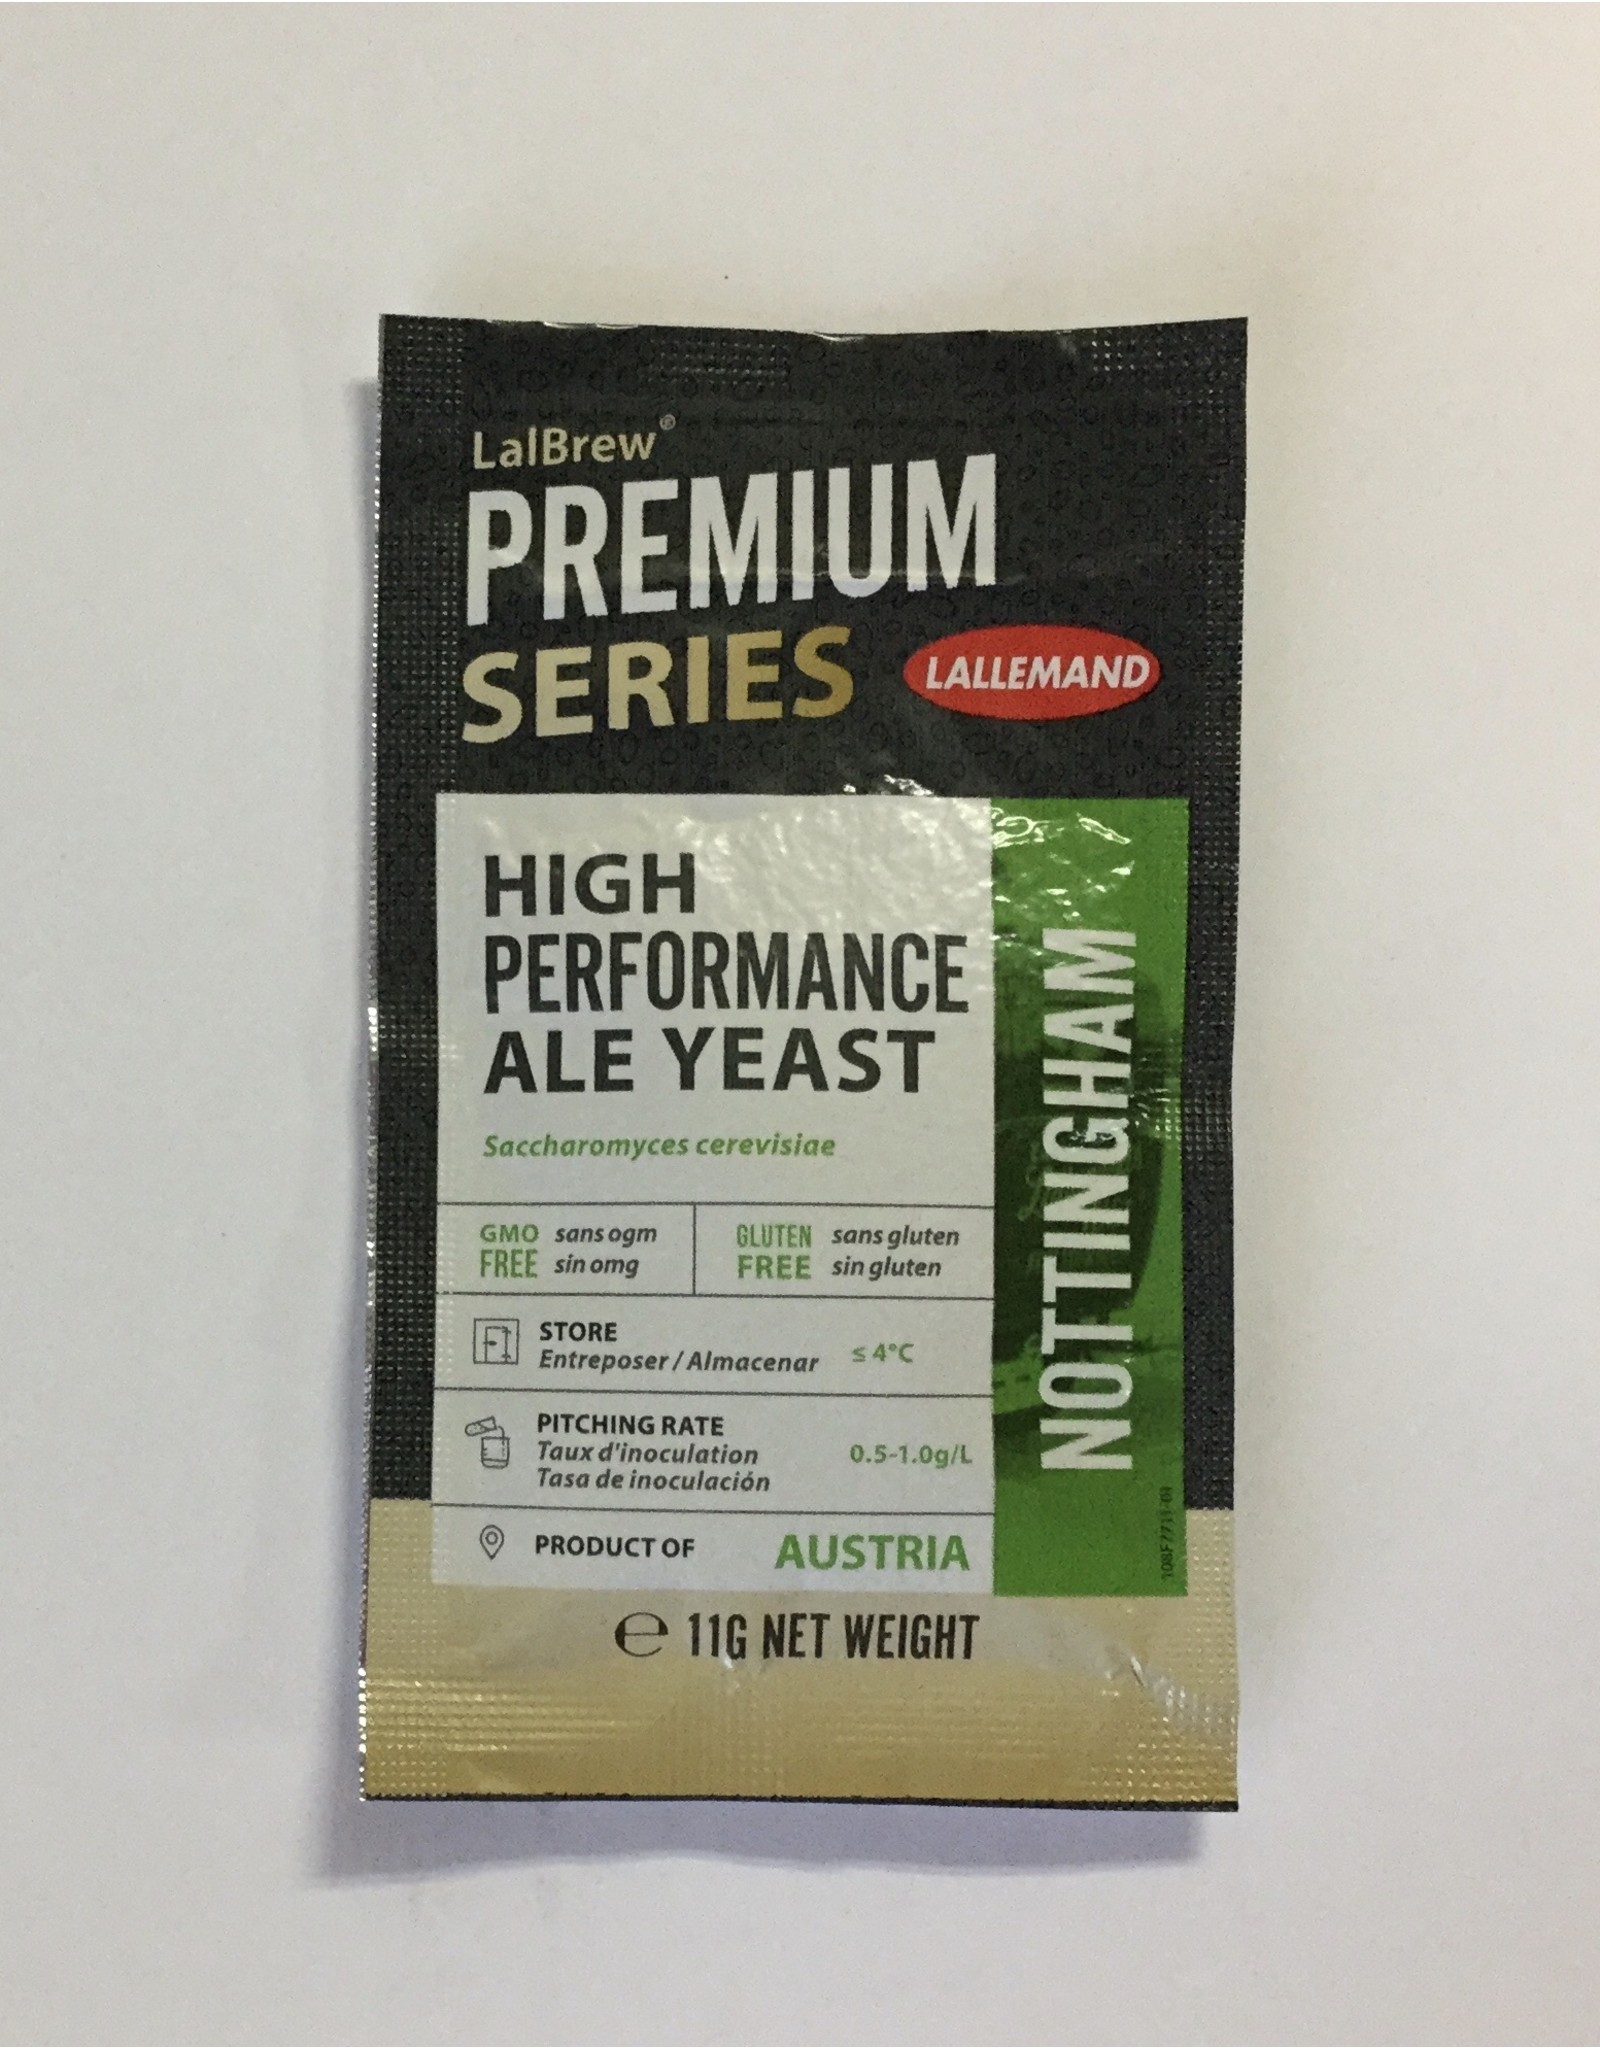 LalBrew®
PREMIUM
SERIES
LALLEMAND
HIGH
PERFORMANCE
ALE YEAST
Saccharomyces cerevisiae
GMO FREE
sans ogm
sin omg
GLUTEN FREE
sans gluten
sin gluten
STORE
Entreposer / Almacenar
≤ 4°C
PITCHING RATE
Taux d'inoculation
Tasa de inoculación
0.5-1.0g/L
PRODUCT OF AUSTRIA
NOTTINGHAM
℮ 11G NET WEIGHT